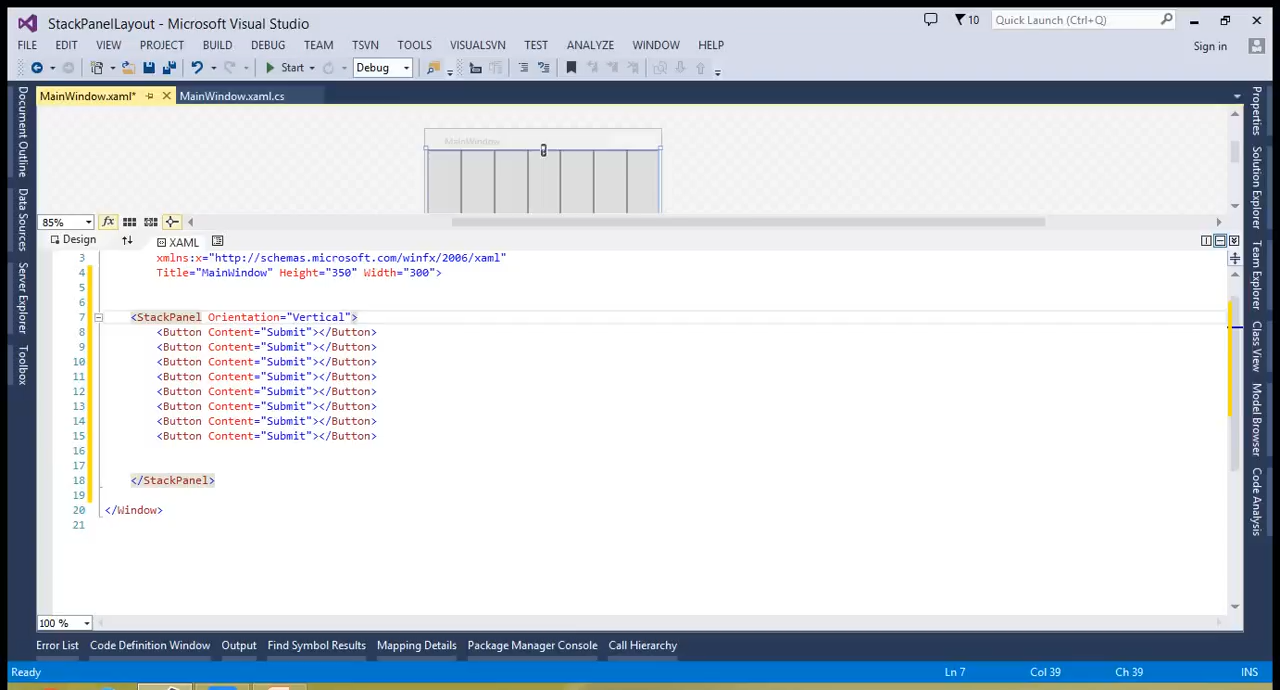 StackPanelLayout - Microsoft Visual Studio
10
Quick Launch (Ctrl+Q)
FILE EDIT VIEW PROJECT BUILD DEBUG TEAM TSVN TOOLS VISUALSVN TEST ANALYZE WINDOW HELP
Sign in
Start
Debug
MainWindow.xaml*
MainWindow.xaml.cs
Document Outline
Data Sources
Server Explorer
Toolbox
MainWindow
85%
fx
Design
XAML
3 xmlns:x="http://schemas.microsoft.com/winfx/2006/xaml"
4 Title="MainWindow" Height="350" Width="300">
5
6
7 <StackPanel Orientation="Vertical">
8 <Button Content="Submit"></Button>
9 <Button Content="Submit"></Button>
10 <Button Content="Submit"></Button>
11 <Button Content="Submit"></Button>
12 <Button Content="Submit"></Button>
13 <Button Content="Submit"></Button>
14 <Button Content="Submit"></Button>
15 <Button Content="Submit"></Button>
16
17
18 </StackPanel>
19
20 </Window>
21
Properties
Solution Explorer
Team Explorer
Class View
Model Browser
Code Analysis
100 %
Error List Code Definition Window Output Find Symbol Results Mapping Details Package Manager Console Call Hierarchy
Ready Ln 7 Col 39 Ch 39 INS